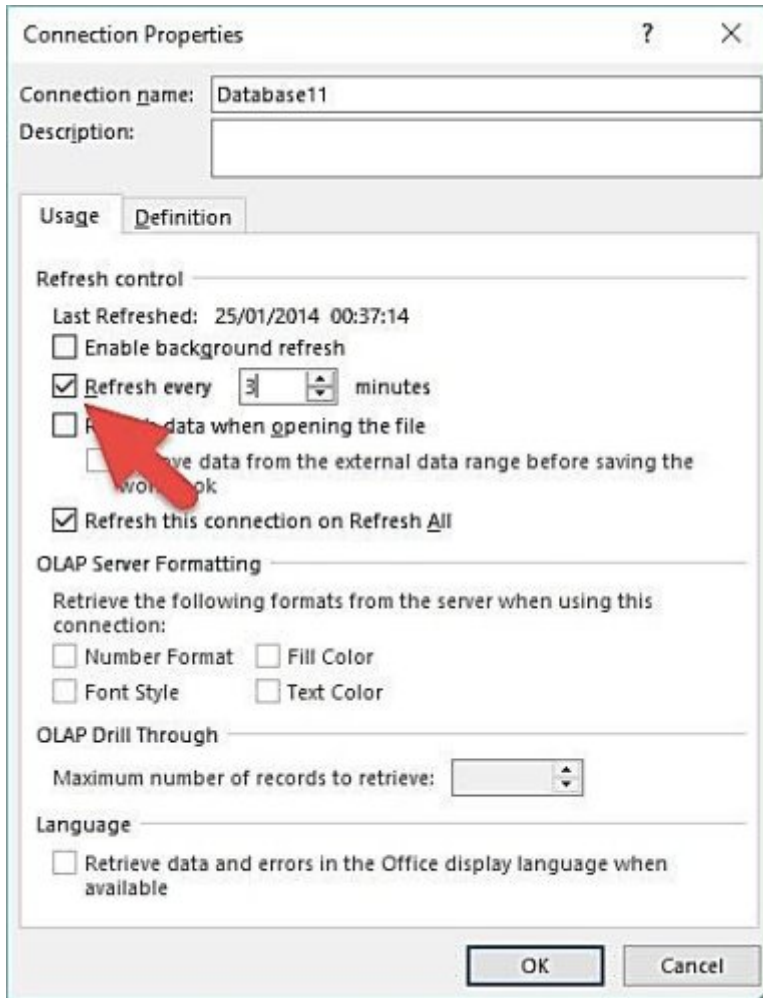 Connection Properties ?
Connection name: Database11
Description:
Usage Definition
Refresh control
Last Refreshed: 25/01/2014 00:37:14
Enable background refresh
Refresh every 3 minutes
data when opening the file
data from the external data range before saving the
Refresh this connection on Refresh All
OLAP Server Formatting
Retrieve the following formats from the server when using this
connection:
Number Format Fill Color
Font Style Text Color
OLAP Drill Through
Maximum number of records to retrieve:
Language
Retrieve data and errors in the Office display language when
available
OK Cancel